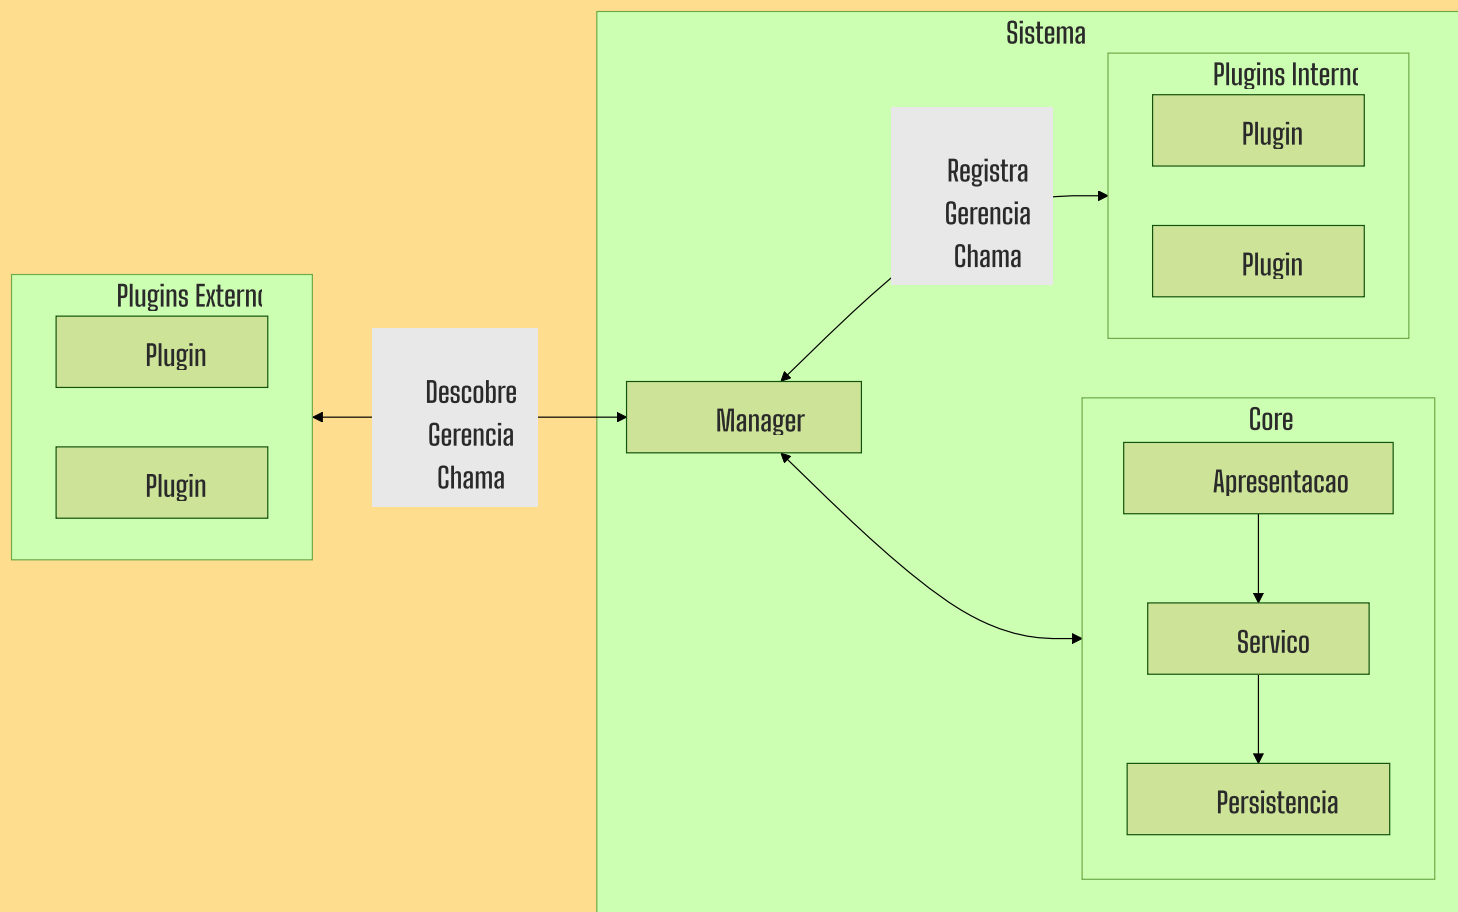 Sistema
Plugins Interno
Plugin
Registra
Gerencia
Chama
Plugin
Plugins Externo
Plugin
Descobre
Gerencia
Chama
Manager
Plugin
Core
Apresentacao
Servico
Persistencia